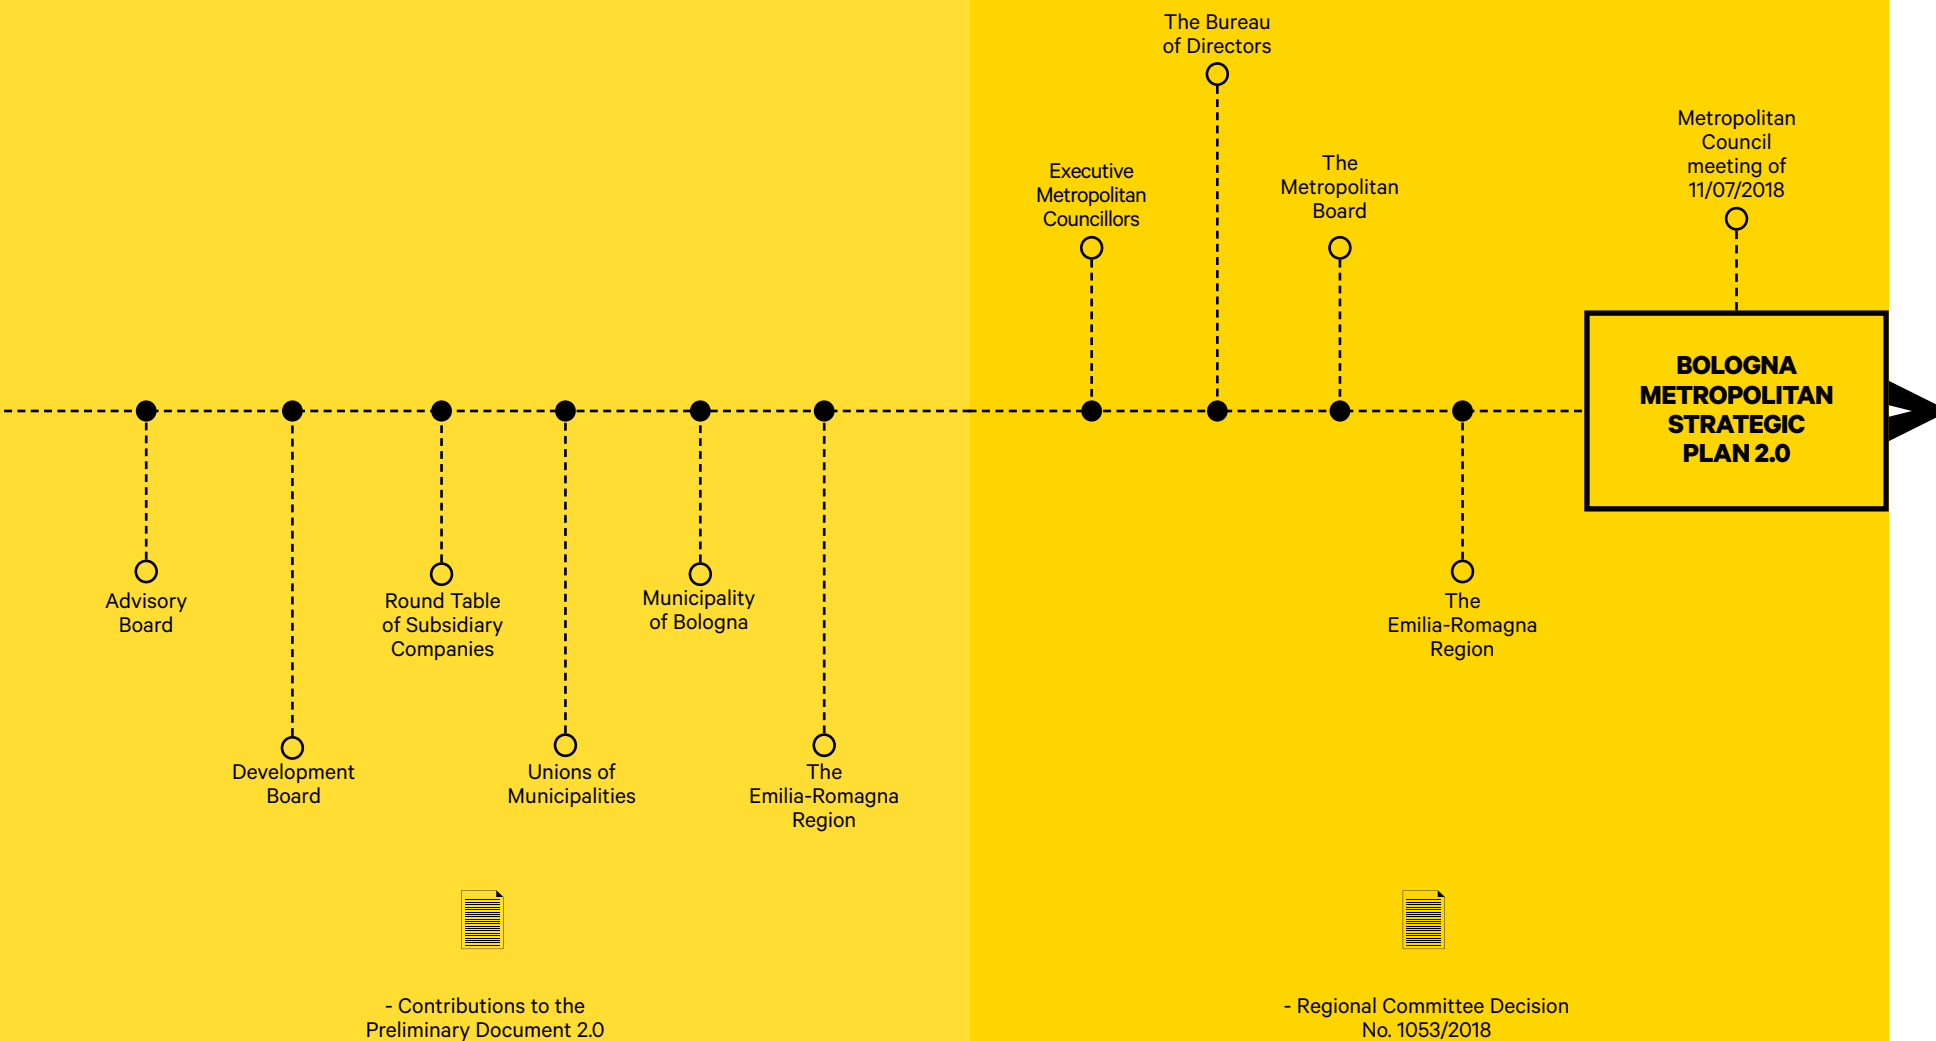 The Bureau
of Directors
Metropolitan
Council
meeting of
11/07/2018
Executive
Metropolitan
Councillors
The
Metropolitan
Board
BOLOGNA
METROPOLITAN
STRATEGIC
PLAN 2.0
Advisory
Board
Round Table
of Subsidiary
Companies
Municipality
of Bologna
The
Emilia-Romagna
Region
Development
Board
Unions of
Municipalities
The
Emilia-Romagna
Region
- Contributions to the
Preliminary Document 2.0
- Regional Committee Decision
No. 1053/2018